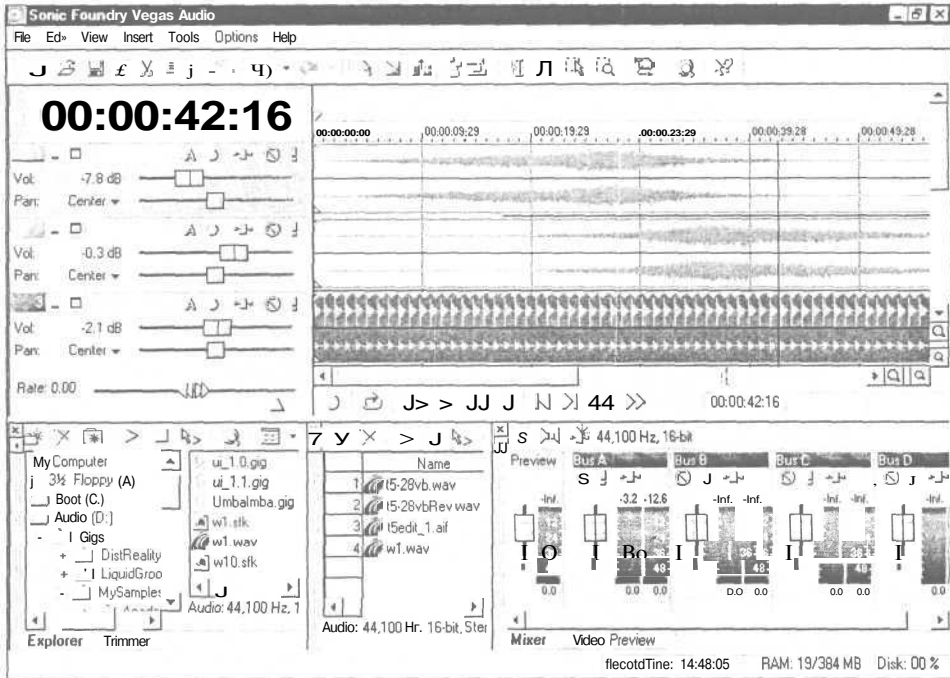 Sonic Foundry Vegas Audio
File Ed» View Insert Tools Options Help
00:00:42:16
00:00:00:00 00:00:09:29 00:00:19:29 00:00:23:29 00:00:39:28 00:00:49:28
Vol: -7.8 dB
Pan: Center
Vol: -0.3 dB
Pan: Center
Vol: -2.1 dB
Pan: Center
Rate: 0.00
00:00:42:16
My Computer
3½ Floppy (A)
Boot (C.)
Audio (D:)
Gigs
+ DistReality
+ LiquidGroo
- MySamples
ui_1.0.gig
ui_1.1.gig
Umbalmba.gig
w1.sfk
w1.wav
w10.sfk
Audio: 44,100 Hz, 1
Explorer Trimmer
Name
1 t5-28vb.wav
2 t5-28vbRev wav
3 t5edit_1.aif
4 w1.wav
Audio: 44,100 Нг. 16-bit, Ster
44,100 Hz, 16-bit
Preview Bus A Bus B Bus C Bus D
-Inf. -3.2 -12.6 -Inf. -Inf. -Inf. -Inf. -Inf.
0.0 0.0 0.0 D.O 0.0 0.0 0.0 0.0
Mixer Video Preview
flecotdTine: 14:48:05 RAM: 19/384 MB Disk: 00 %